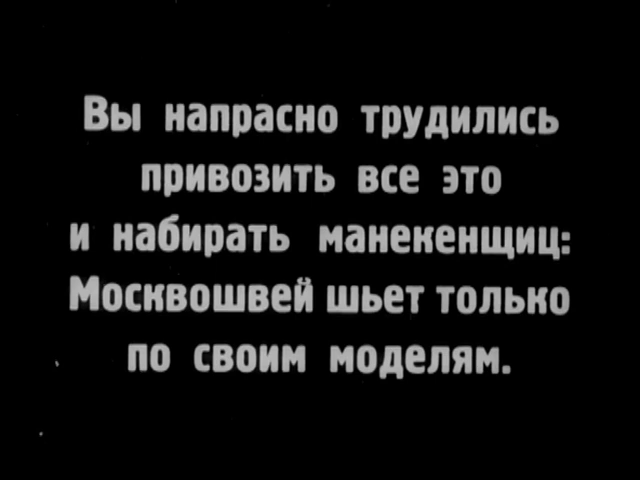 Вы напрасно трудились
привозить все это
и набирать манекенщиц:
Москвошвей шьет только
по своим моделям.